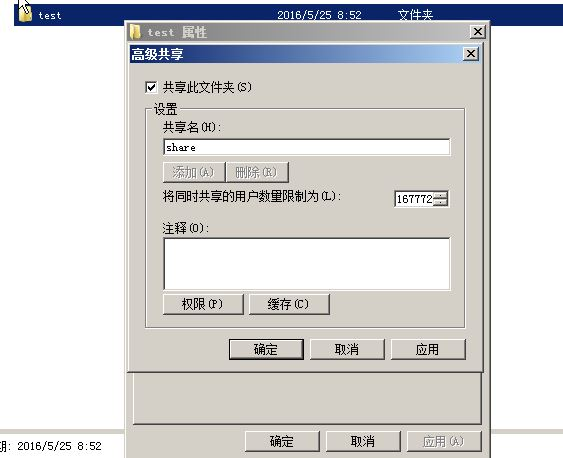 test 2016/5/25 8:52 文件夹
test 属性
高级共享
共享此文件夹(S)
设置
共享名(H):
share
添加(A) 删除(R)
将同时共享的用户数量限制为(L): 167772
注释(O):
权限(P) 缓存(C)
确定 取消 应用
期: 2016/5/25 8:52
确定 取消 应用(A)